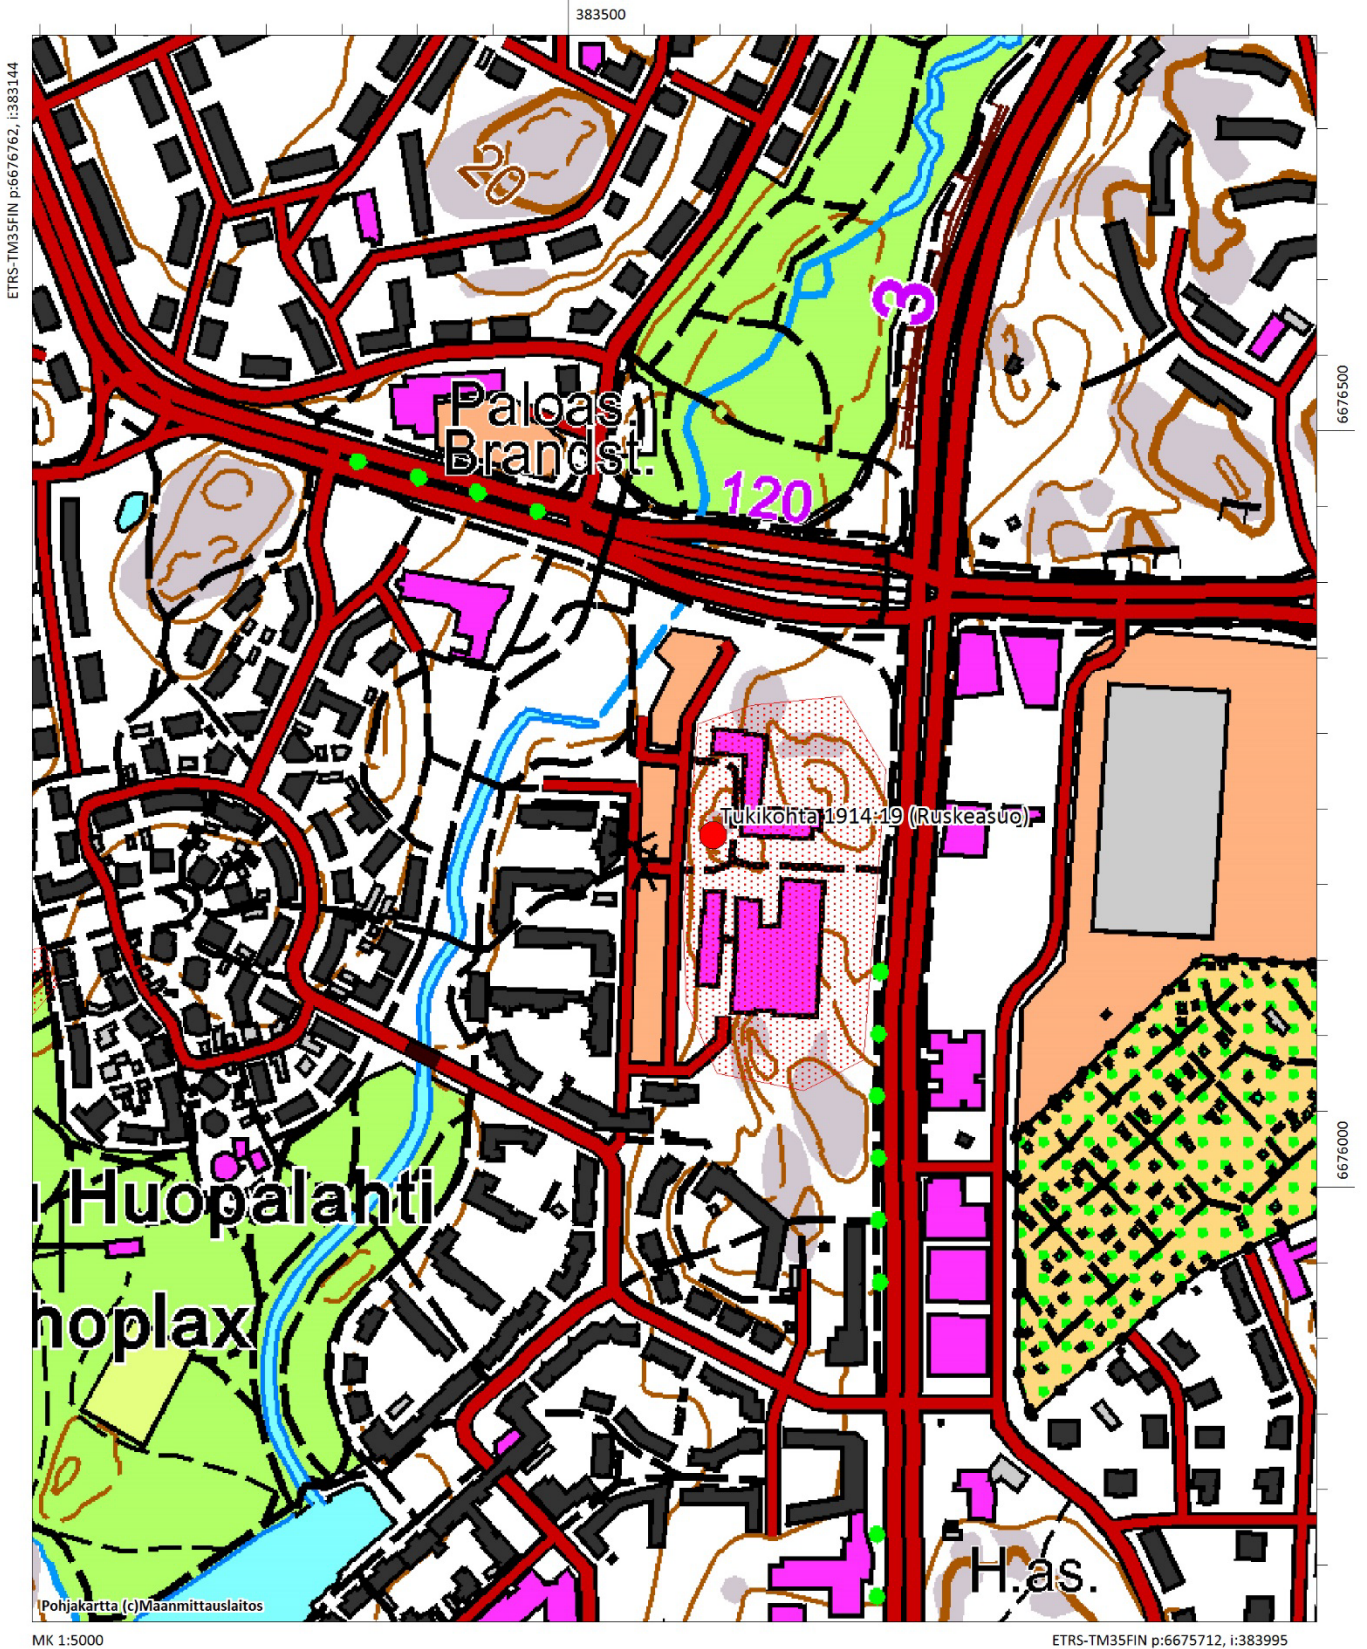 383500
ETRS-TM35FIN p:6676762, i:383144
20
3
Paloas.
Brandst.
6676500
120
Tukikohta 1914-19 (Ruskeasuo)
6676000
Huopalahti
hoplax
H.as.
Pohjakartta (c)Maanmittauslaitos
MK 1:5000
ETRS-TM35FIN p:6675712, i:383995